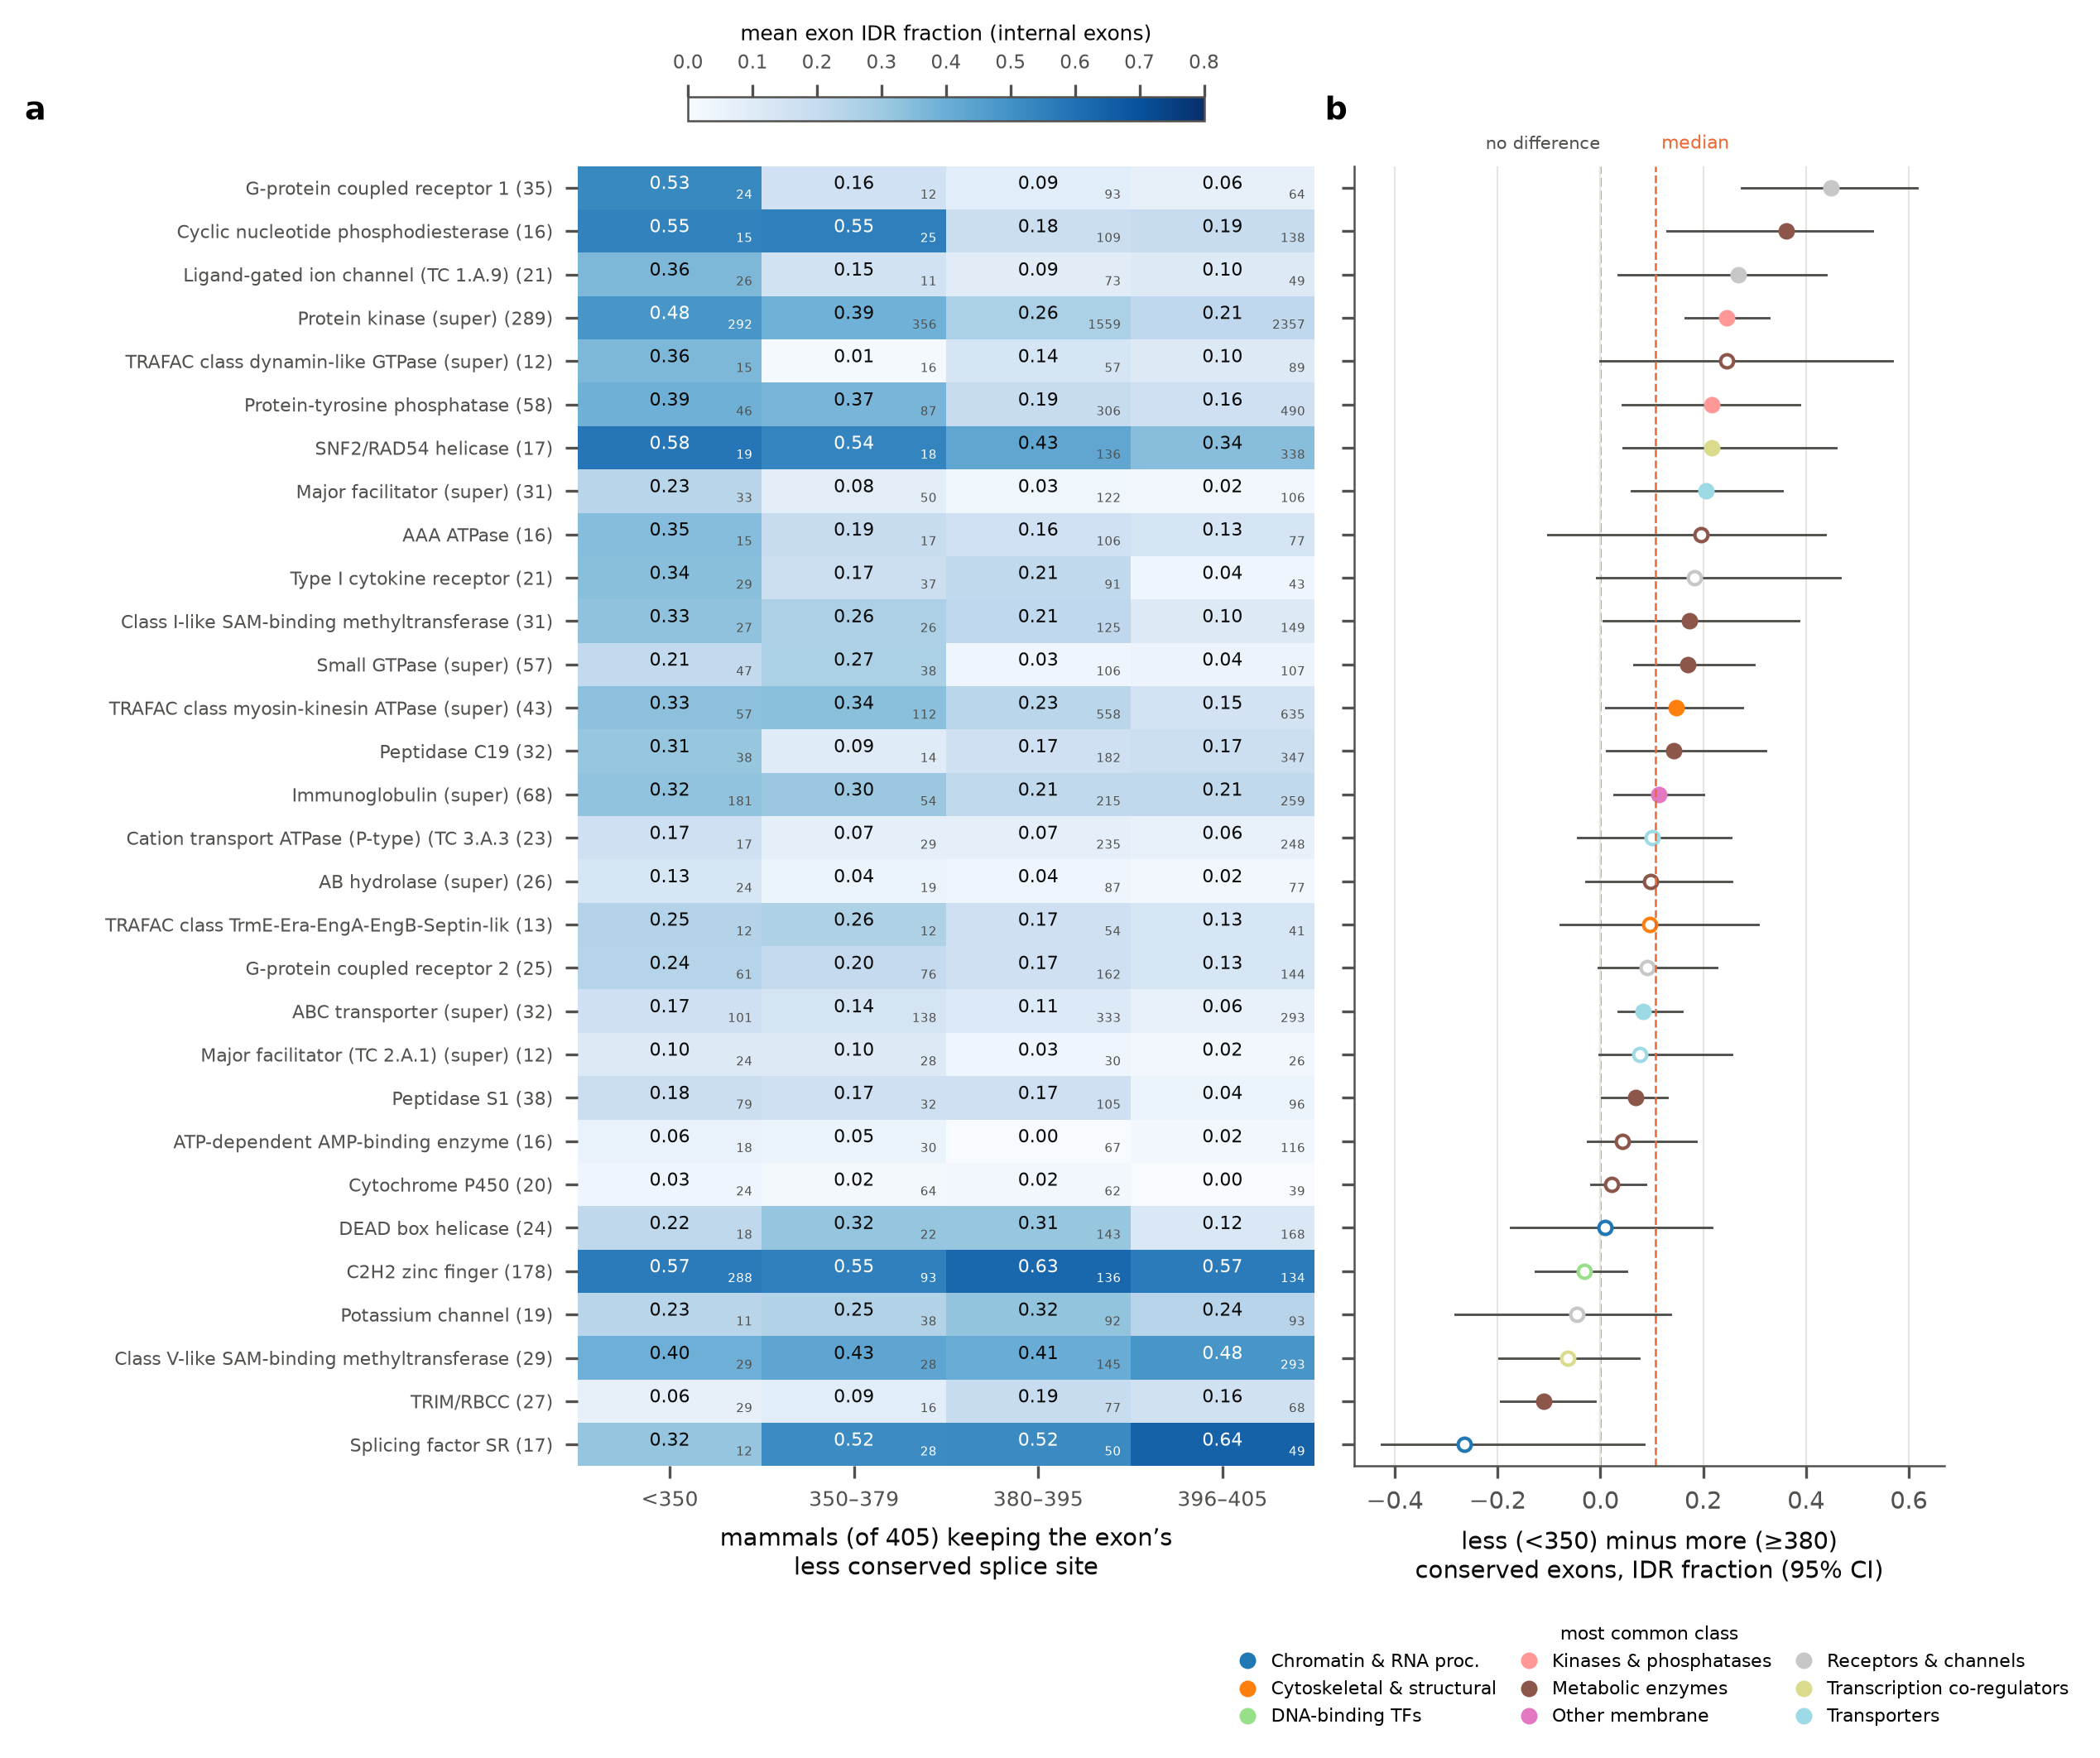 mean exon IDR fraction (internal exons)
0.0 0.1 0.2 0.3 0.4 0.5 0.6 0.7 0.8
a
b
no difference median
G-protein coupled receptor 1 (35) 0.53 24 0.16 12 0.09 93 0.06 64
Cyclic nucleotide phosphodiesterase (16) 0.55 15 0.55 25 0.18 109 0.19 138
Ligand-gated ion channel (TC 1.A.9) (21) 0.36 26 0.15 11 0.09 73 0.10 49
Protein kinase (super) (289) 0.48 292 0.39 356 0.26 1559 0.21 2357
TRAFAC class dynamin-like GTPase (super) (12) 0.36 15 0.01 16 0.14 57 0.10 89
Protein-tyrosine phosphatase (58) 0.39 46 0.37 87 0.19 306 0.16 490
SNF2/RAD54 helicase (17) 0.58 19 0.54 18 0.43 136 0.34 338
Major facilitator (super) (31) 0.23 33 0.08 50 0.03 122 0.02 106
AAA ATPase (16) 0.35 15 0.19 17 0.16 106 0.13 77
Type I cytokine receptor (21) 0.34 29 0.17 37 0.21 91 0.04 43
Class I-like SAM-binding methyltransferase (31) 0.33 27 0.26 26 0.21 125 0.10 149
Small GTPase (super) (57) 0.21 47 0.27 38 0.03 106 0.04 107
TRAFAC class myosin-kinesin ATPase (super) (43) 0.33 57 0.34 112 0.23 558 0.15 635
Peptidase C19 (32) 0.31 38 0.09 14 0.17 182 0.17 347
Immunoglobulin (super) (68) 0.32 181 0.30 54 0.21 215 0.21 259
Cation transport ATPase (P-type) (TC 3.A.3 (23) 0.17 17 0.07 29 0.07 235 0.06 248
AB hydrolase (super) (26) 0.13 24 0.04 19 0.04 87 0.02 77
TRAFAC class TrmE-Era-EngA-EngB-Septin-lik (13) 0.25 12 0.26 12 0.17 54 0.13 41
G-protein coupled receptor 2 (25) 0.24 61 0.20 76 0.17 162 0.13 144
ABC transporter (super) (32) 0.17 101 0.14 138 0.11 333 0.06 293
Major facilitator (TC 2.A.1) (super) (12) 0.10 24 0.10 28 0.03 30 0.02 26
Peptidase S1 (38) 0.18 79 0.17 32 0.17 105 0.04 96
ATP-dependent AMP-binding enzyme (16) 0.06 18 0.05 30 0.00 67 0.02 116
Cytochrome P450 (20) 0.03 24 0.02 64 0.02 62 0.00 39
DEAD box helicase (24) 0.22 18 0.32 22 0.31 143 0.12 168
C2H2 zinc finger (178) 0.57 288 0.55 93 0.63 136 0.57 134
Potassium channel (19) 0.23 11 0.25 38 0.32 92 0.24 93
Class V-like SAM-binding methyltransferase (29) 0.40 29 0.43 28 0.41 145 0.48 293
TRIM/RBCC (27) 0.06 29 0.09 16 0.19 77 0.16 68
Splicing factor SR (17) 0.32 12 0.52 28 0.52 50 0.64 49
<350 350–379 380–395 396–405
mammals (of 405) keeping the exon’s
less conserved splice site
−0.4 −0.2 0.0 0.2 0.4 0.6
less (<350) minus more (≥380)
conserved exons, IDR fraction (95% CI)
most common class
Chromatin & RNA proc. Kinases & phosphatases Receptors & channels
Cytoskeletal & structural Metabolic enzymes Transcription co-regulators
DNA-binding TFs Other membrane Transporters